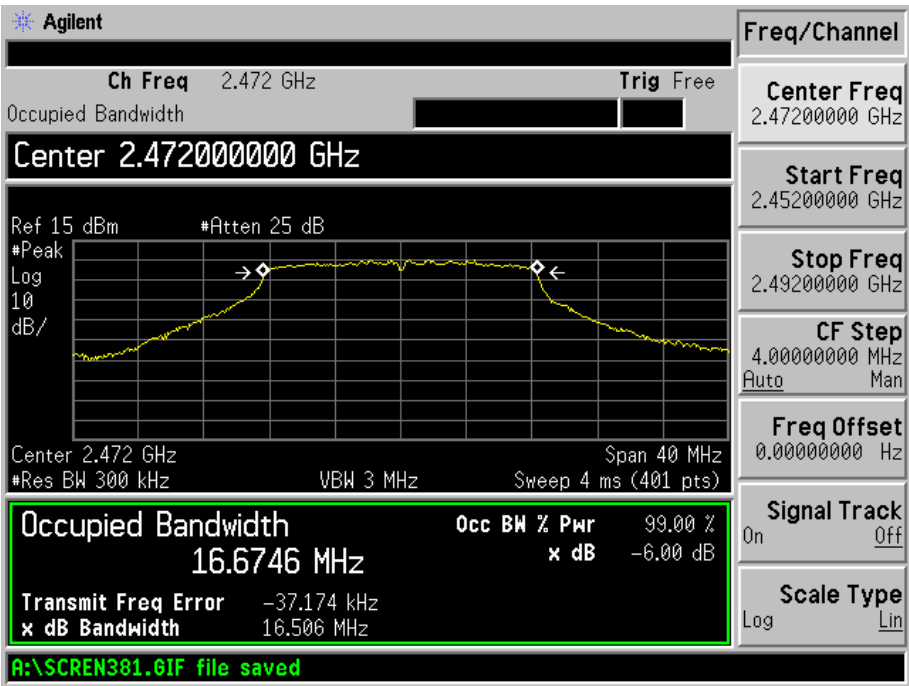 Agilent
Freq/Channel
Ch Freq 2.472 GHz Trig Free
Occupied Bandwidth
Center 2.472000000 GHz
Ref 15 dBm #Atten 25 dB
#Peak
Log
10
dB/
Center 2.472 GHz Span 40 MHz
#Res BW 300 kHz VBW 3 MHz Sweep 4 ms (401 pts)
Occupied Bandwidth Occ BW % Pwr 99.00 %
16.6746 MHz x dB -6.00 dB
Transmit Freq Error -37.174 kHz
x dB Bandwidth 16.506 MHz
A:\SCREN381.GIF file saved
Center Freq
2.47200000 GHz
Start Freq
2.45200000 GHz
Stop Freq
2.49200000 GHz
CF Step
4.00000000 MHz
Auto Man
Freq Offset
0.00000000 Hz
Signal Track
On Off
Scale Type
Log Lin